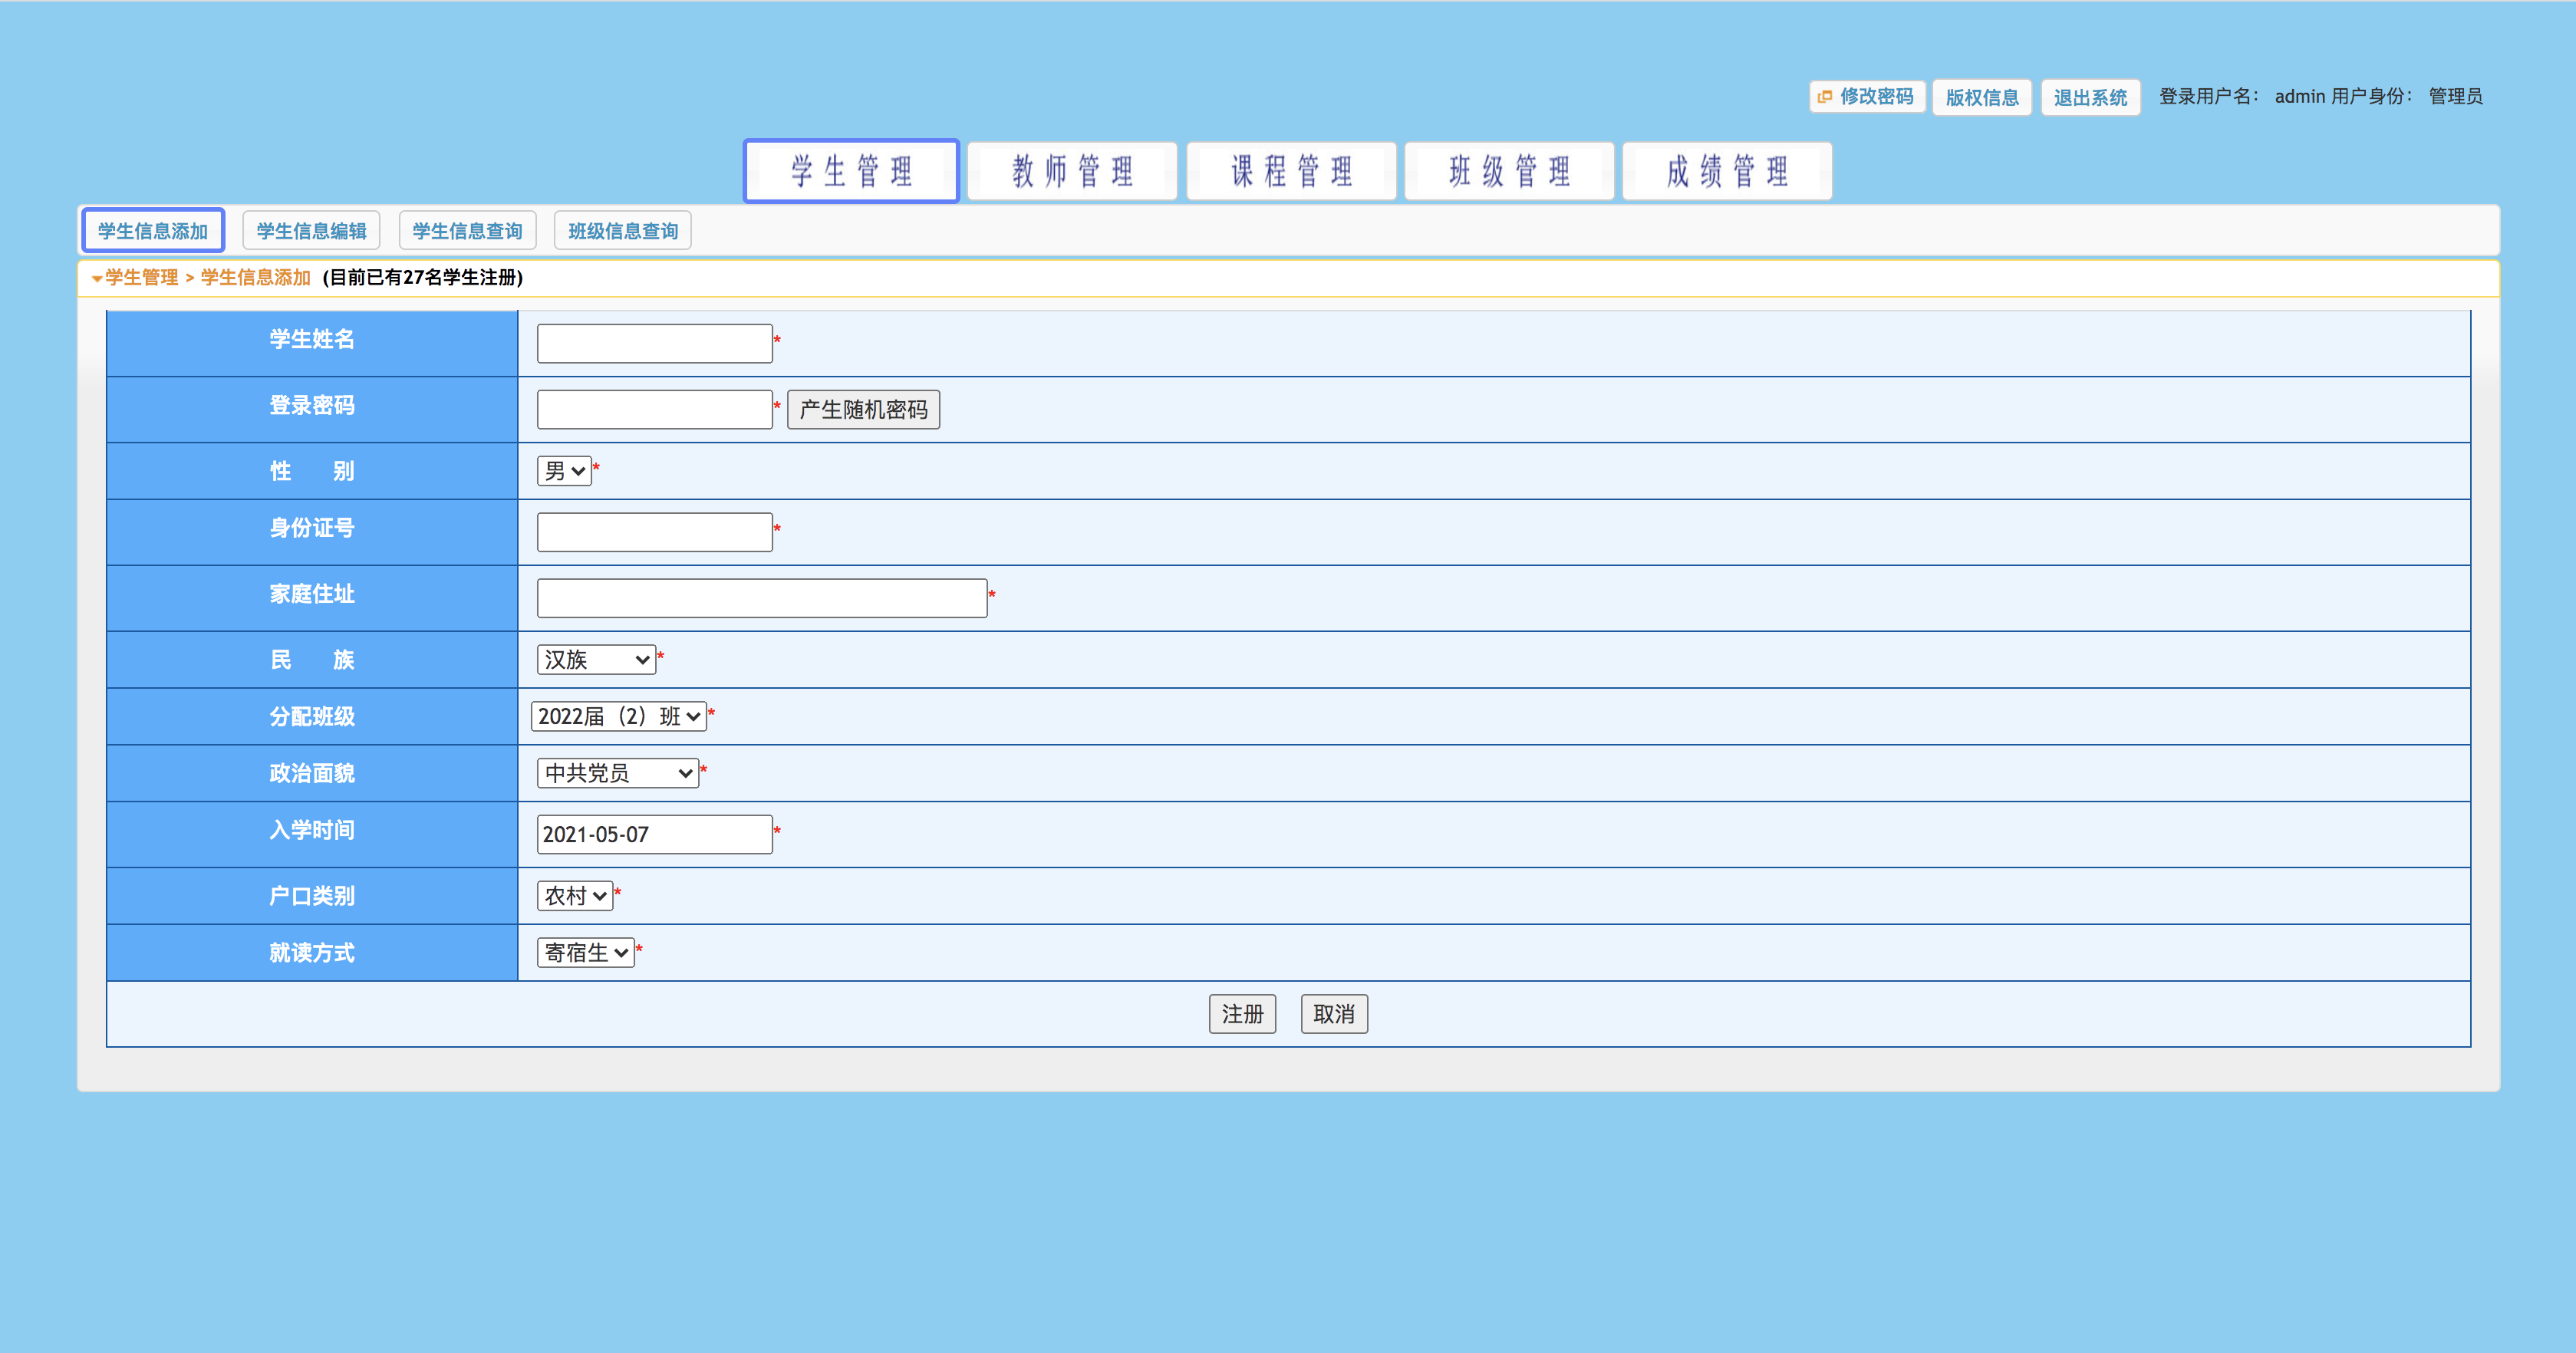 修改密码 版权信息 退出系统 登录用户名: admin 用户身份: 管理员
学生管理 教师管理 课程管理 班级管理 成绩管理
学生信息添加 学生信息编辑 学生信息查询 班级信息查询
学生管理 > 学生信息添加 (目前已有27名学生注册)
学生姓名 *
登录密码 * 产生随机密码
性 别 男 *
身份证号 *
家庭住址 *
民 族 汉族 *
分配班级 2022届（2）班 *
政治面貌 中共党员 *
入学时间 2021-05-07 *
户口类别 农村 *
就读方式 寄宿生 *
注册 取消